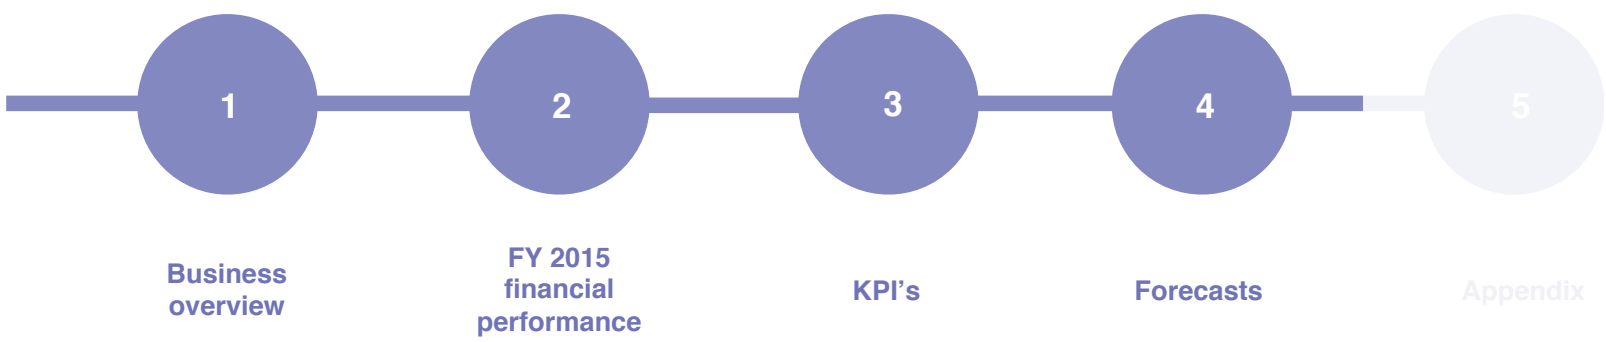 1
2
3
4
5
Business
overview
FY 2015
financial
performance
KPI’s
Forecasts
Appendix